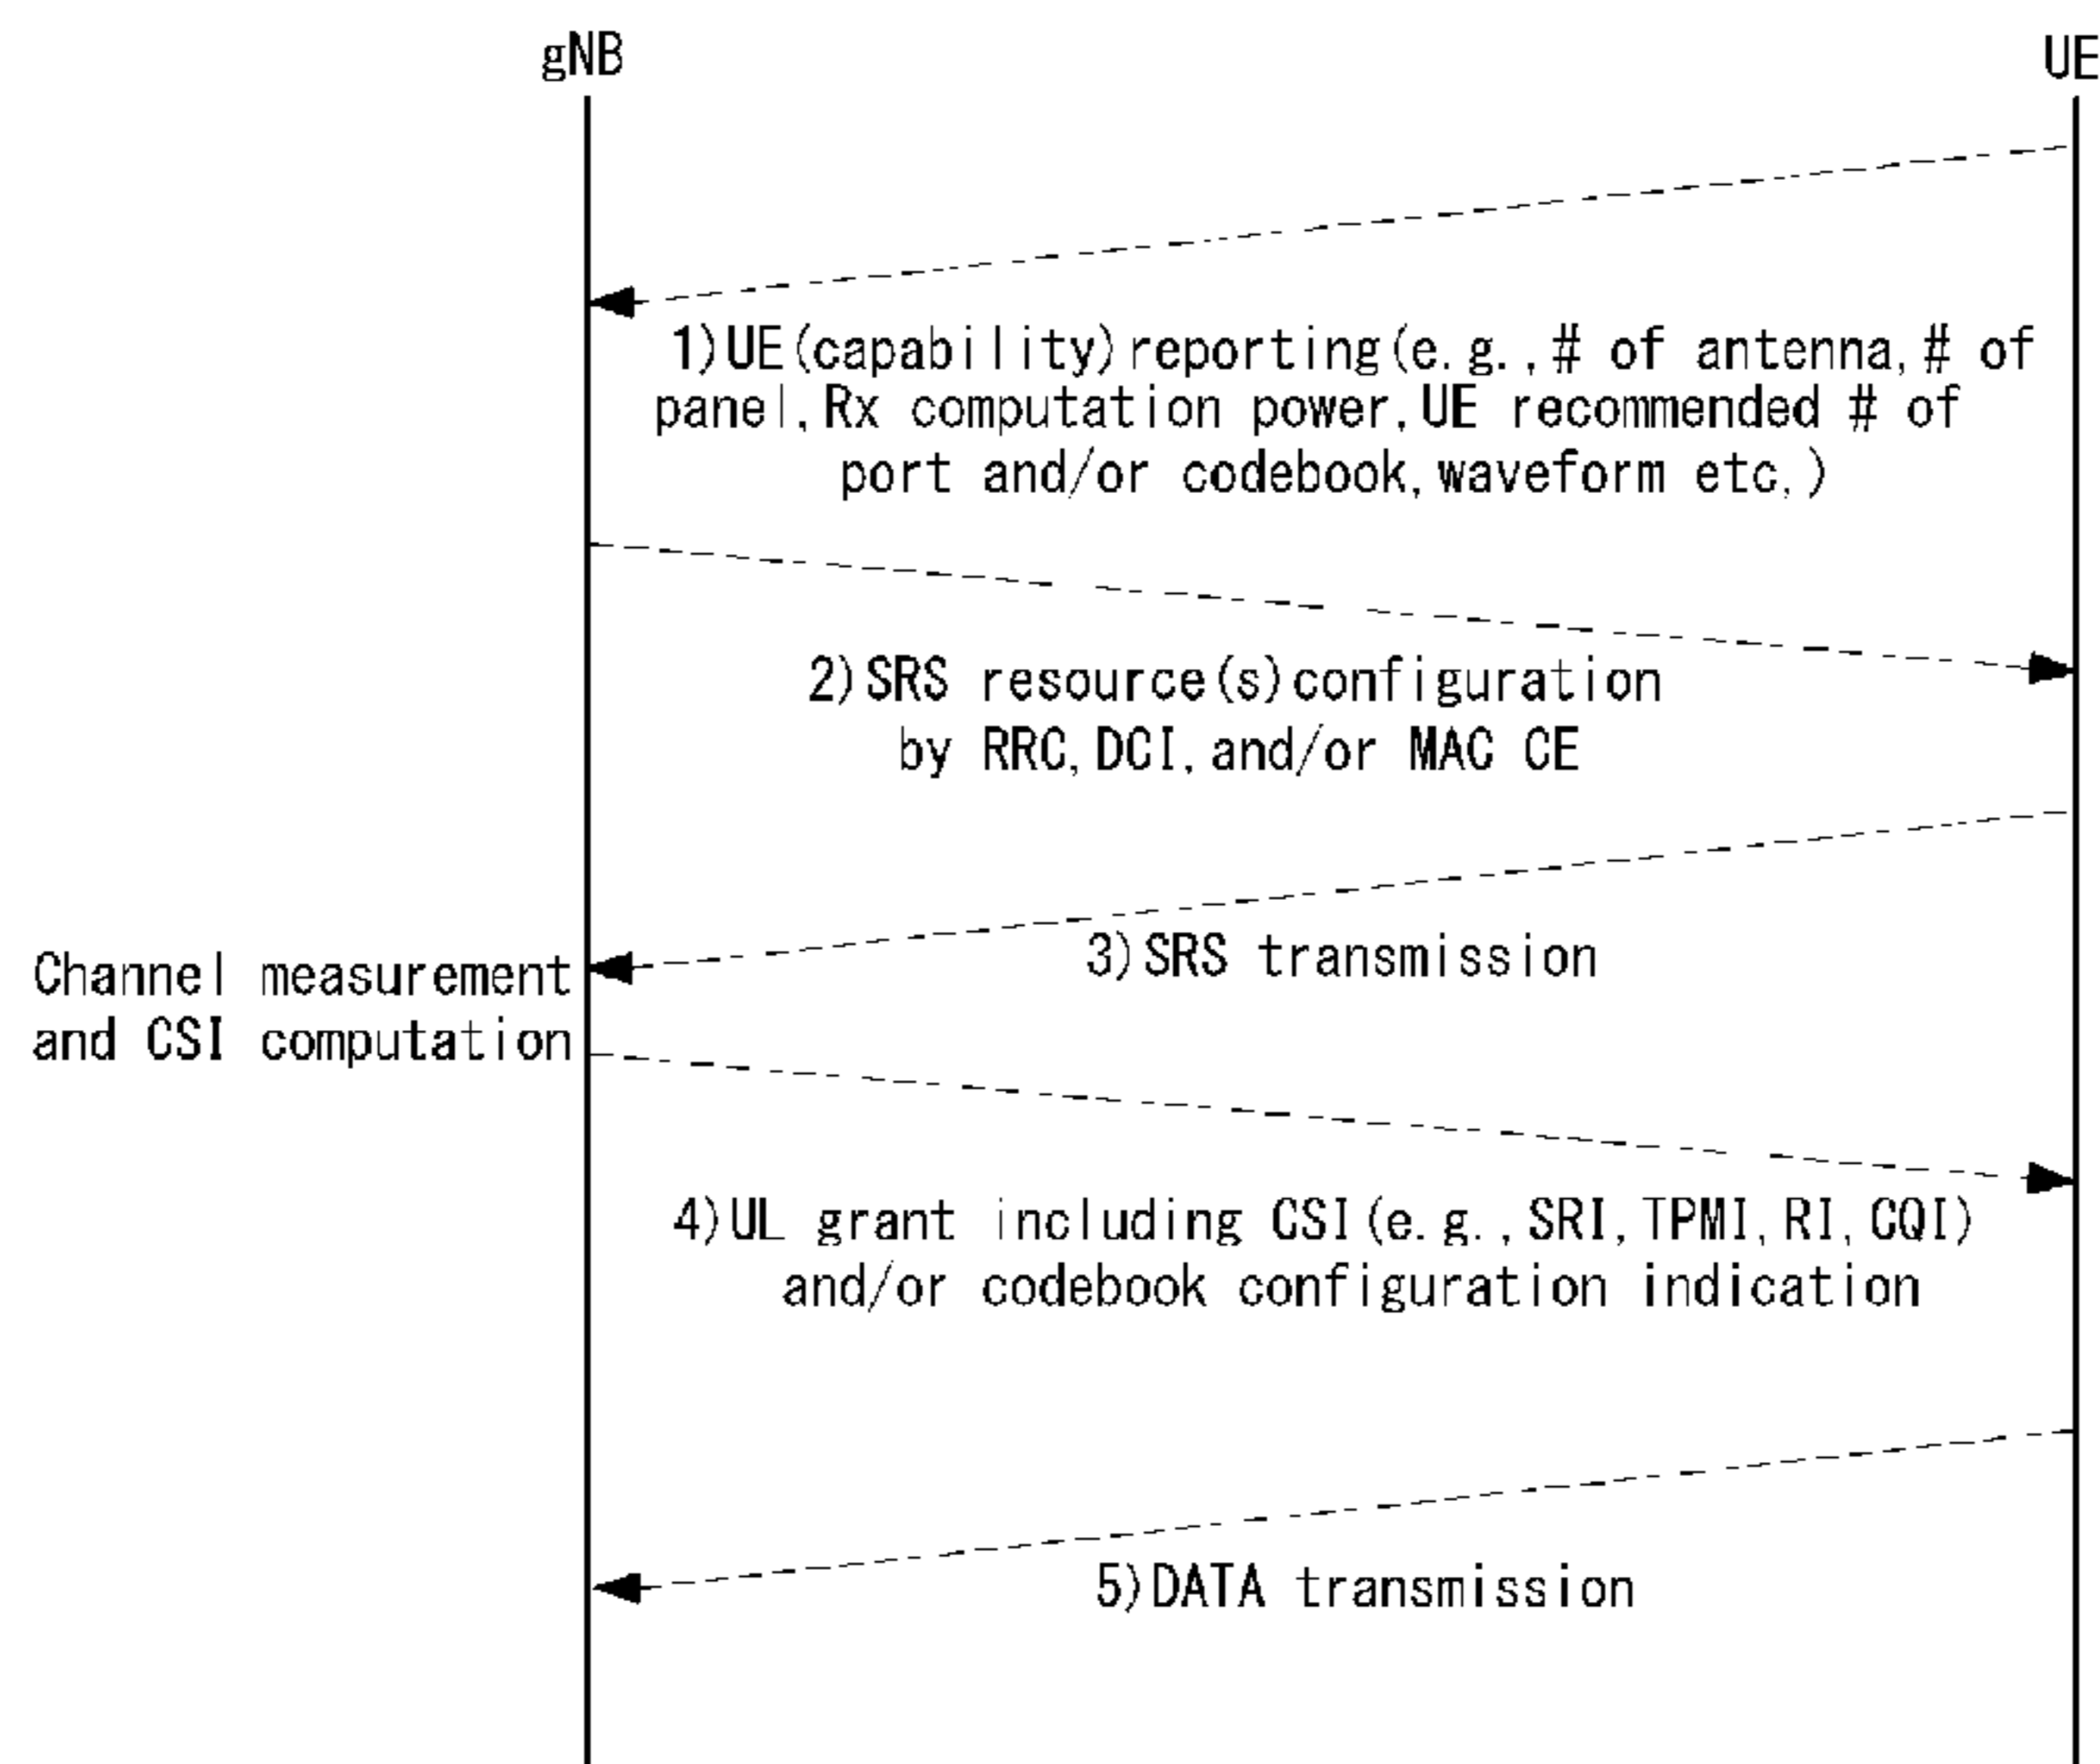 gNB
UE
1)UE(capability)reporting(e.g.,# of antenna,# of
panel,Rx computation power,UE recommended # of
port and/or codebook,waveform etc,)
2)SRS resource(s)configuration
by RRC,DCI,and/or MAC CE
3)SRS transmission
Channel measurement
and CSI computation
4)UL grant including CSI(e.g.,SRI,TPMI,RI,CQI)
and/or codebook configuration indication
5)DATA transmission